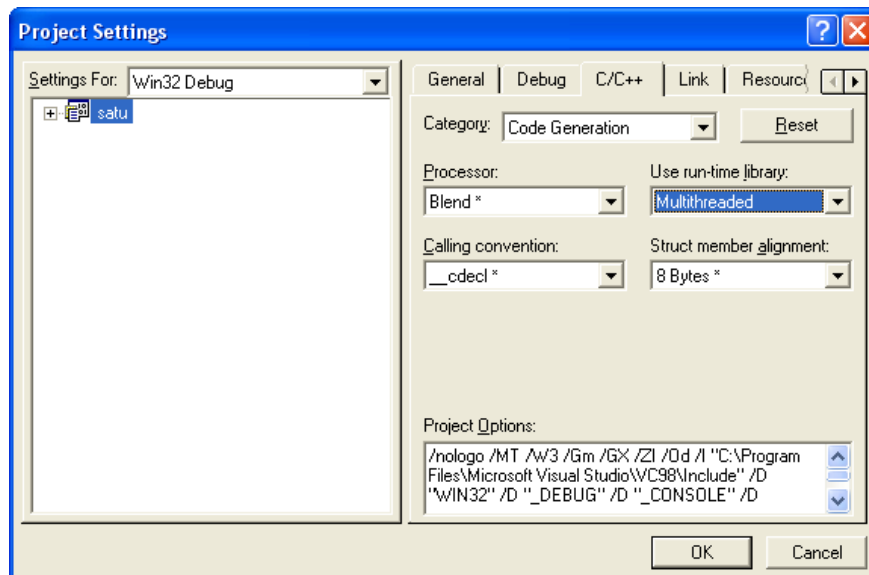 Project Settings
Settings For: Win32 Debug
satu
General Debug C/C++ Link Resourc
Category: Code Generation Reset
Processor: Use run-time library:
Blend * Multithreaded
Calling convention: Struct member alignment:
__cdecl * 8 Bytes *
Project Options:
/nologo /MT /W3 /Gm /GX /ZI /Od /I "C:\Program
Files\Microsoft Visual Studio\VC98\Include" /D
"WIN32" /D "_DEBUG" /D "_CONSOLE" /D
OK Cancel